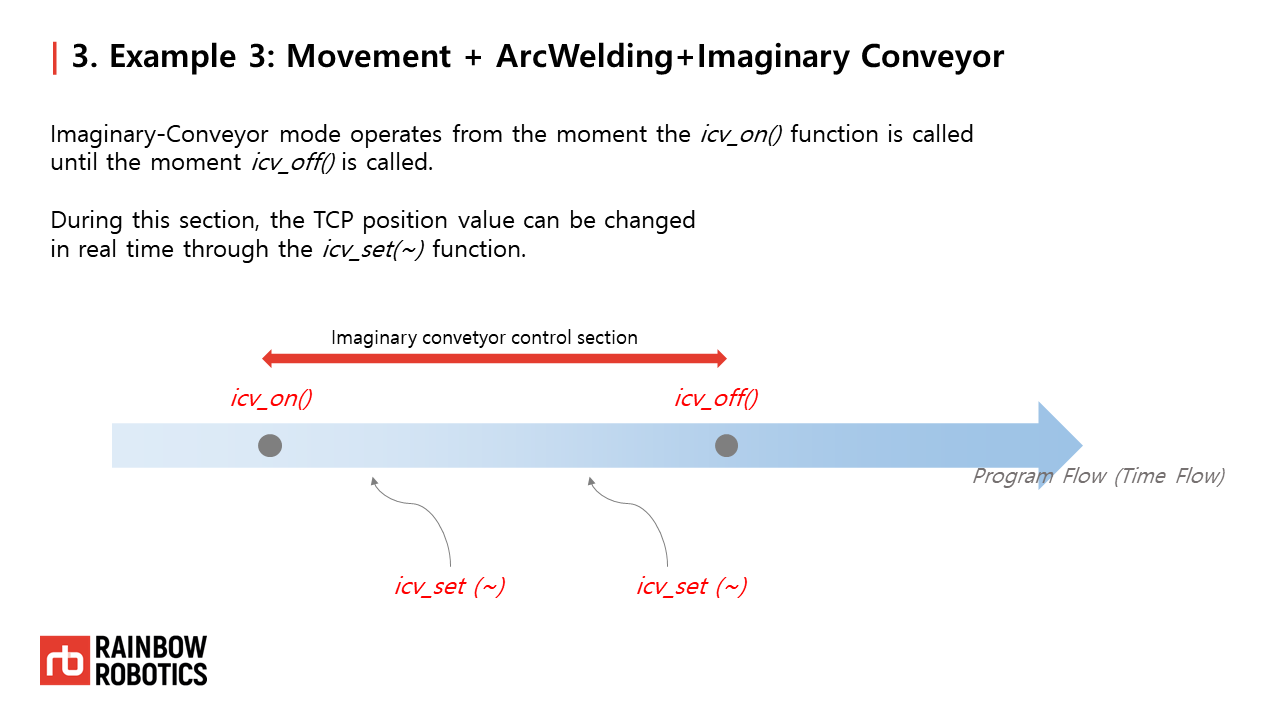 3. Example 3: Movement + ArcWelding+Imaginary Conveyor
Imaginary-Conveyor mode operates from the moment the icv_on() function is called
until the moment icv_off() is called.
During this section, the TCP position value can be changed
in real time through the icv_set(~) function.
Imaginary convetyor control section
icv_on()
icv_off()
Program Flow (Time Flow)
icv_set (~)
icv_set (~)
rb
RAINBOW
ROBOTICS